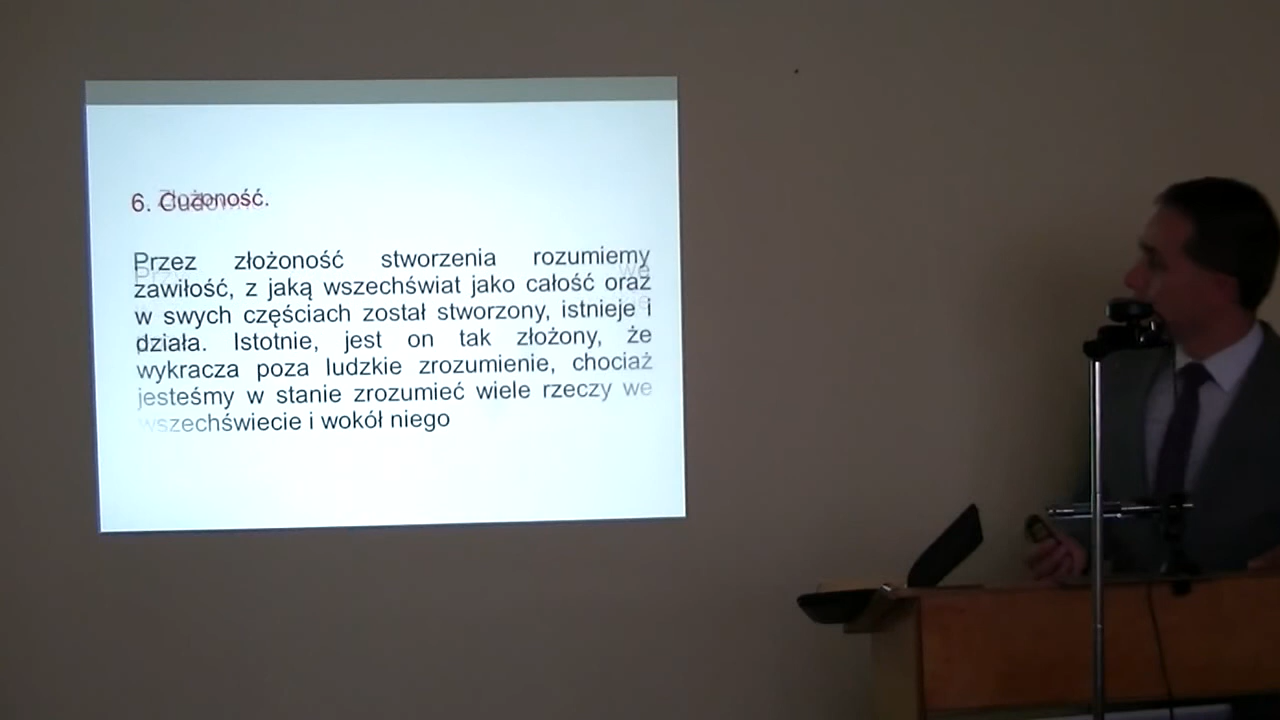 6. Złożoność.
Przez złożoność stworzenia rozumiemy
zawiłość, z jaką wszechświat jako całość oraz
w swych częściach został stworzony, istnieje i
działa. Istotnie, jest on tak złożony, że
wykracza poza ludzkie zrozumienie, chociaż
jesteśmy w stanie zrozumieć wiele rzeczy we
wszechświecie i wokół niego